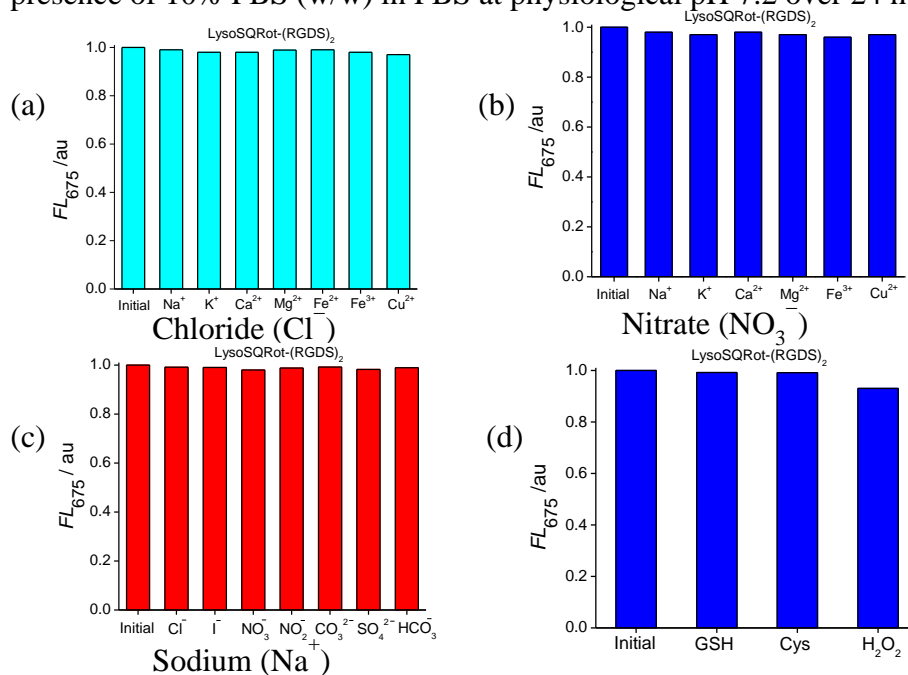 presence of 10% FBS (w/w) in PBS at physiological pH 7.2 over 24 h
(a)
LysoSQRot-(RGDS)₂
FL₆₇₅ /au
1.0
0.8
0.6
0.4
0.2
0.0
Initial Na⁺ K⁺ Ca²⁺ Mg²⁺ Fe²⁺ Fe³⁺ Cu²⁺
Chloride (Cl⁻)
(b)
LysoSQRot-(RGDS)₂
FL₆₇₅ /au
1.0
0.8
0.6
0.4
0.2
0.0
Initial Na⁺ K⁺ Ca²⁺ Mg²⁺ Fe³⁺ Cu²⁺
Nitrate (NO₃⁻)
(c)
LysoSQRot-(RGDS)₂
FL₆₇₅ / au
1.0
0.8
0.6
0.4
0.2
0.0
Initial Cl⁻ I⁻ NO₃⁻ NO₂⁻ CO₃²⁻ SO₄²⁻ HCO₃⁻
Sodium (Na⁺)
(d)
LysoSQRot-(RGDS)₂
FL₆₇₅ /au
1.0
0.8
0.6
0.4
0.2
0.0
Initial GSH Cys H₂O₂